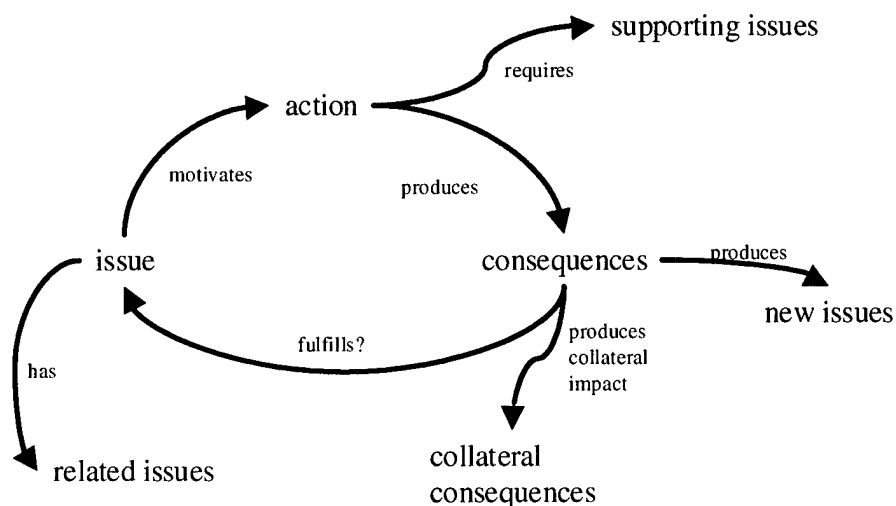 supporting issues
requires
action
motivates
produces
issue
consequences
produces
new issues
fulfills?
produces
collateral
impact
has
related issues
collateral
consequences